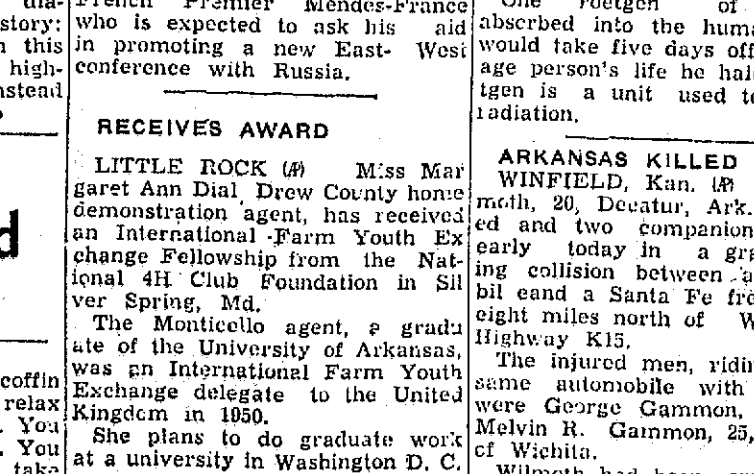 dia-
story:
this
high-
nstead
d
coffin
relax
You
You
take
French Premier Mendes-France
who is expected to ask his aid
in promoting a new East- West
conference with Russia.
RECEIVES AWARD
LITTLE ROCK (AP) Miss Mar
garet Ann Dial, Drew County home
demonstration agent, has received
an International -Farm Youth Ex
change Fellowship from the Nat-
ional 4H Club Foundation in Sil
ver Spring, Md.
The Monticello agent, a gradu
ate of the University of Arkansas,
was an International Farm Youth
Exchange delegate to the United
Kingdom in 1950.
She plans to do graduate work
at a university in Washington D. C.
One roetgen of
absorbed into the huma
would take five days off
age person's life he hal
tgen is a unit used to
radiation.
ARKANSAS KILLED
WINFIELD, Kan. (AP)
moth, 20, Decatur, Ark.
ed and two companion
early today in a gra
ing collision between a
bil eand a Santa Fe fre
eight miles north of W
Highway K15.
The injured men, ridin
same automobile with
were George Gammon,
Melvin R. Gammon, 25,
of Wichita.
Wilmoth had been